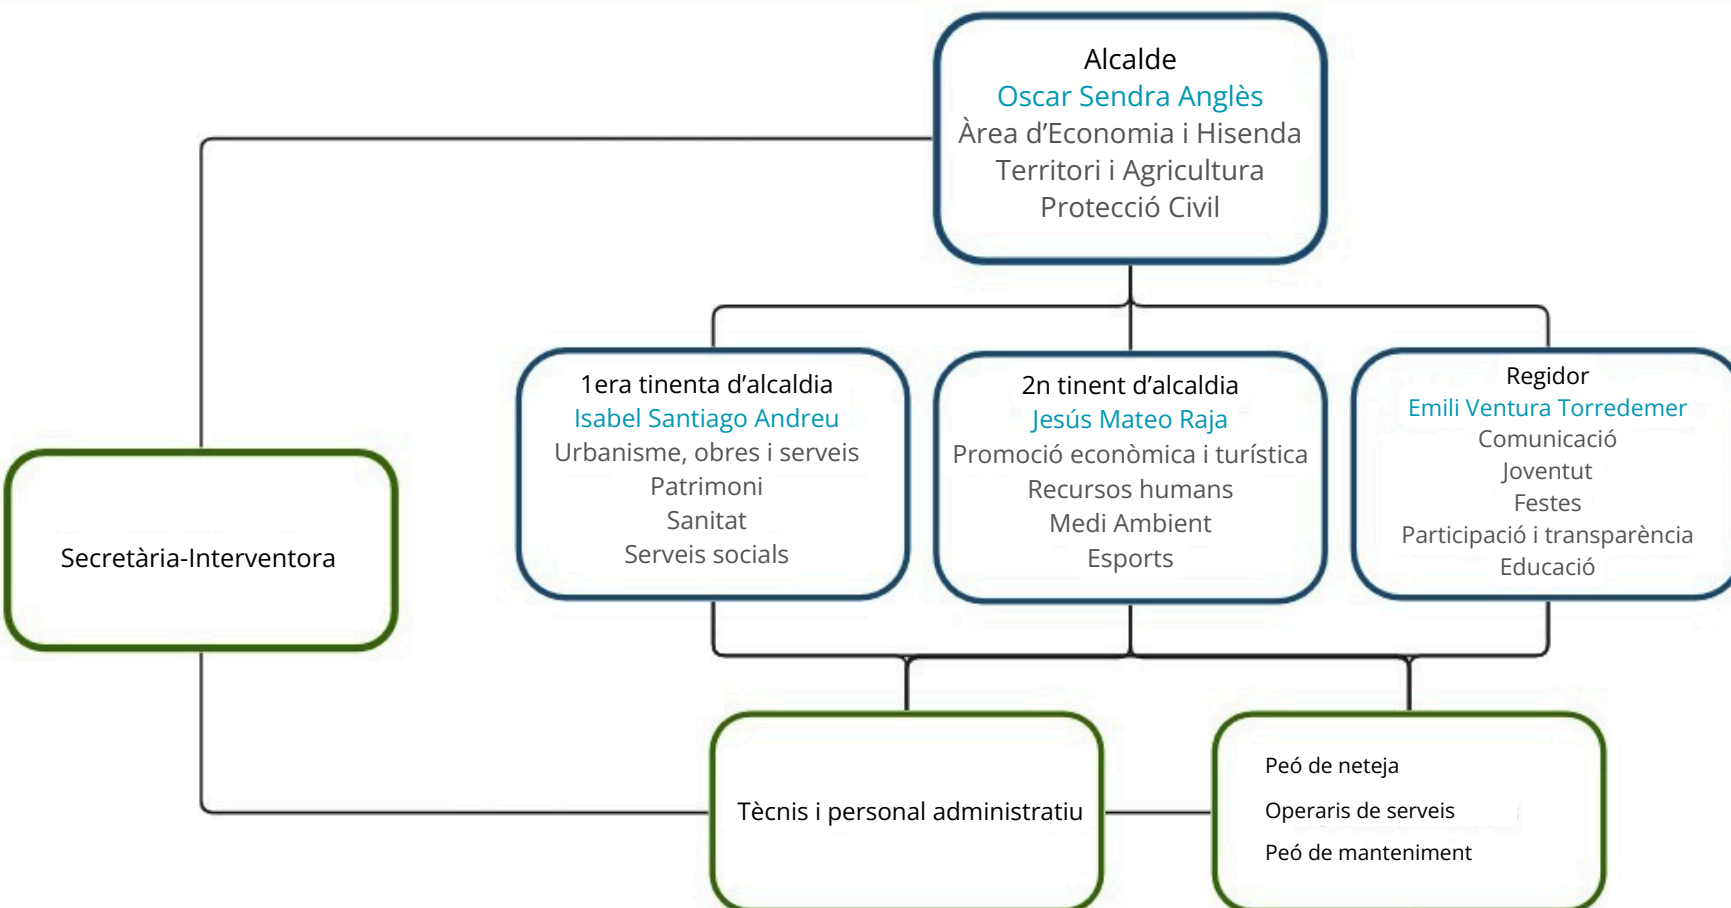 Alcalde
Oscar Sendra Anglès
Àrea d'Economia i Hisenda
Territori i Agricultura
Protecció Civil
1era tinenta d'alcaldia
Isabel Santiago Andreu
Urbanisme, obres i serveis
Patrimoni
Sanitat
Serveis socials
2n tinent d'alcaldia
Jesús Mateo Raja
Promoció econòmica i turística
Recursos humans
Medi Ambient
Esports
Regidor
Emili Ventura Torredemer
Comunicació
Joventut
Festes
Participació i transparència
Educació
Secretària-Interventora
Tècnis i personal administratiu
Peó de neteja
Operaris de serveis
Peó de manteniment